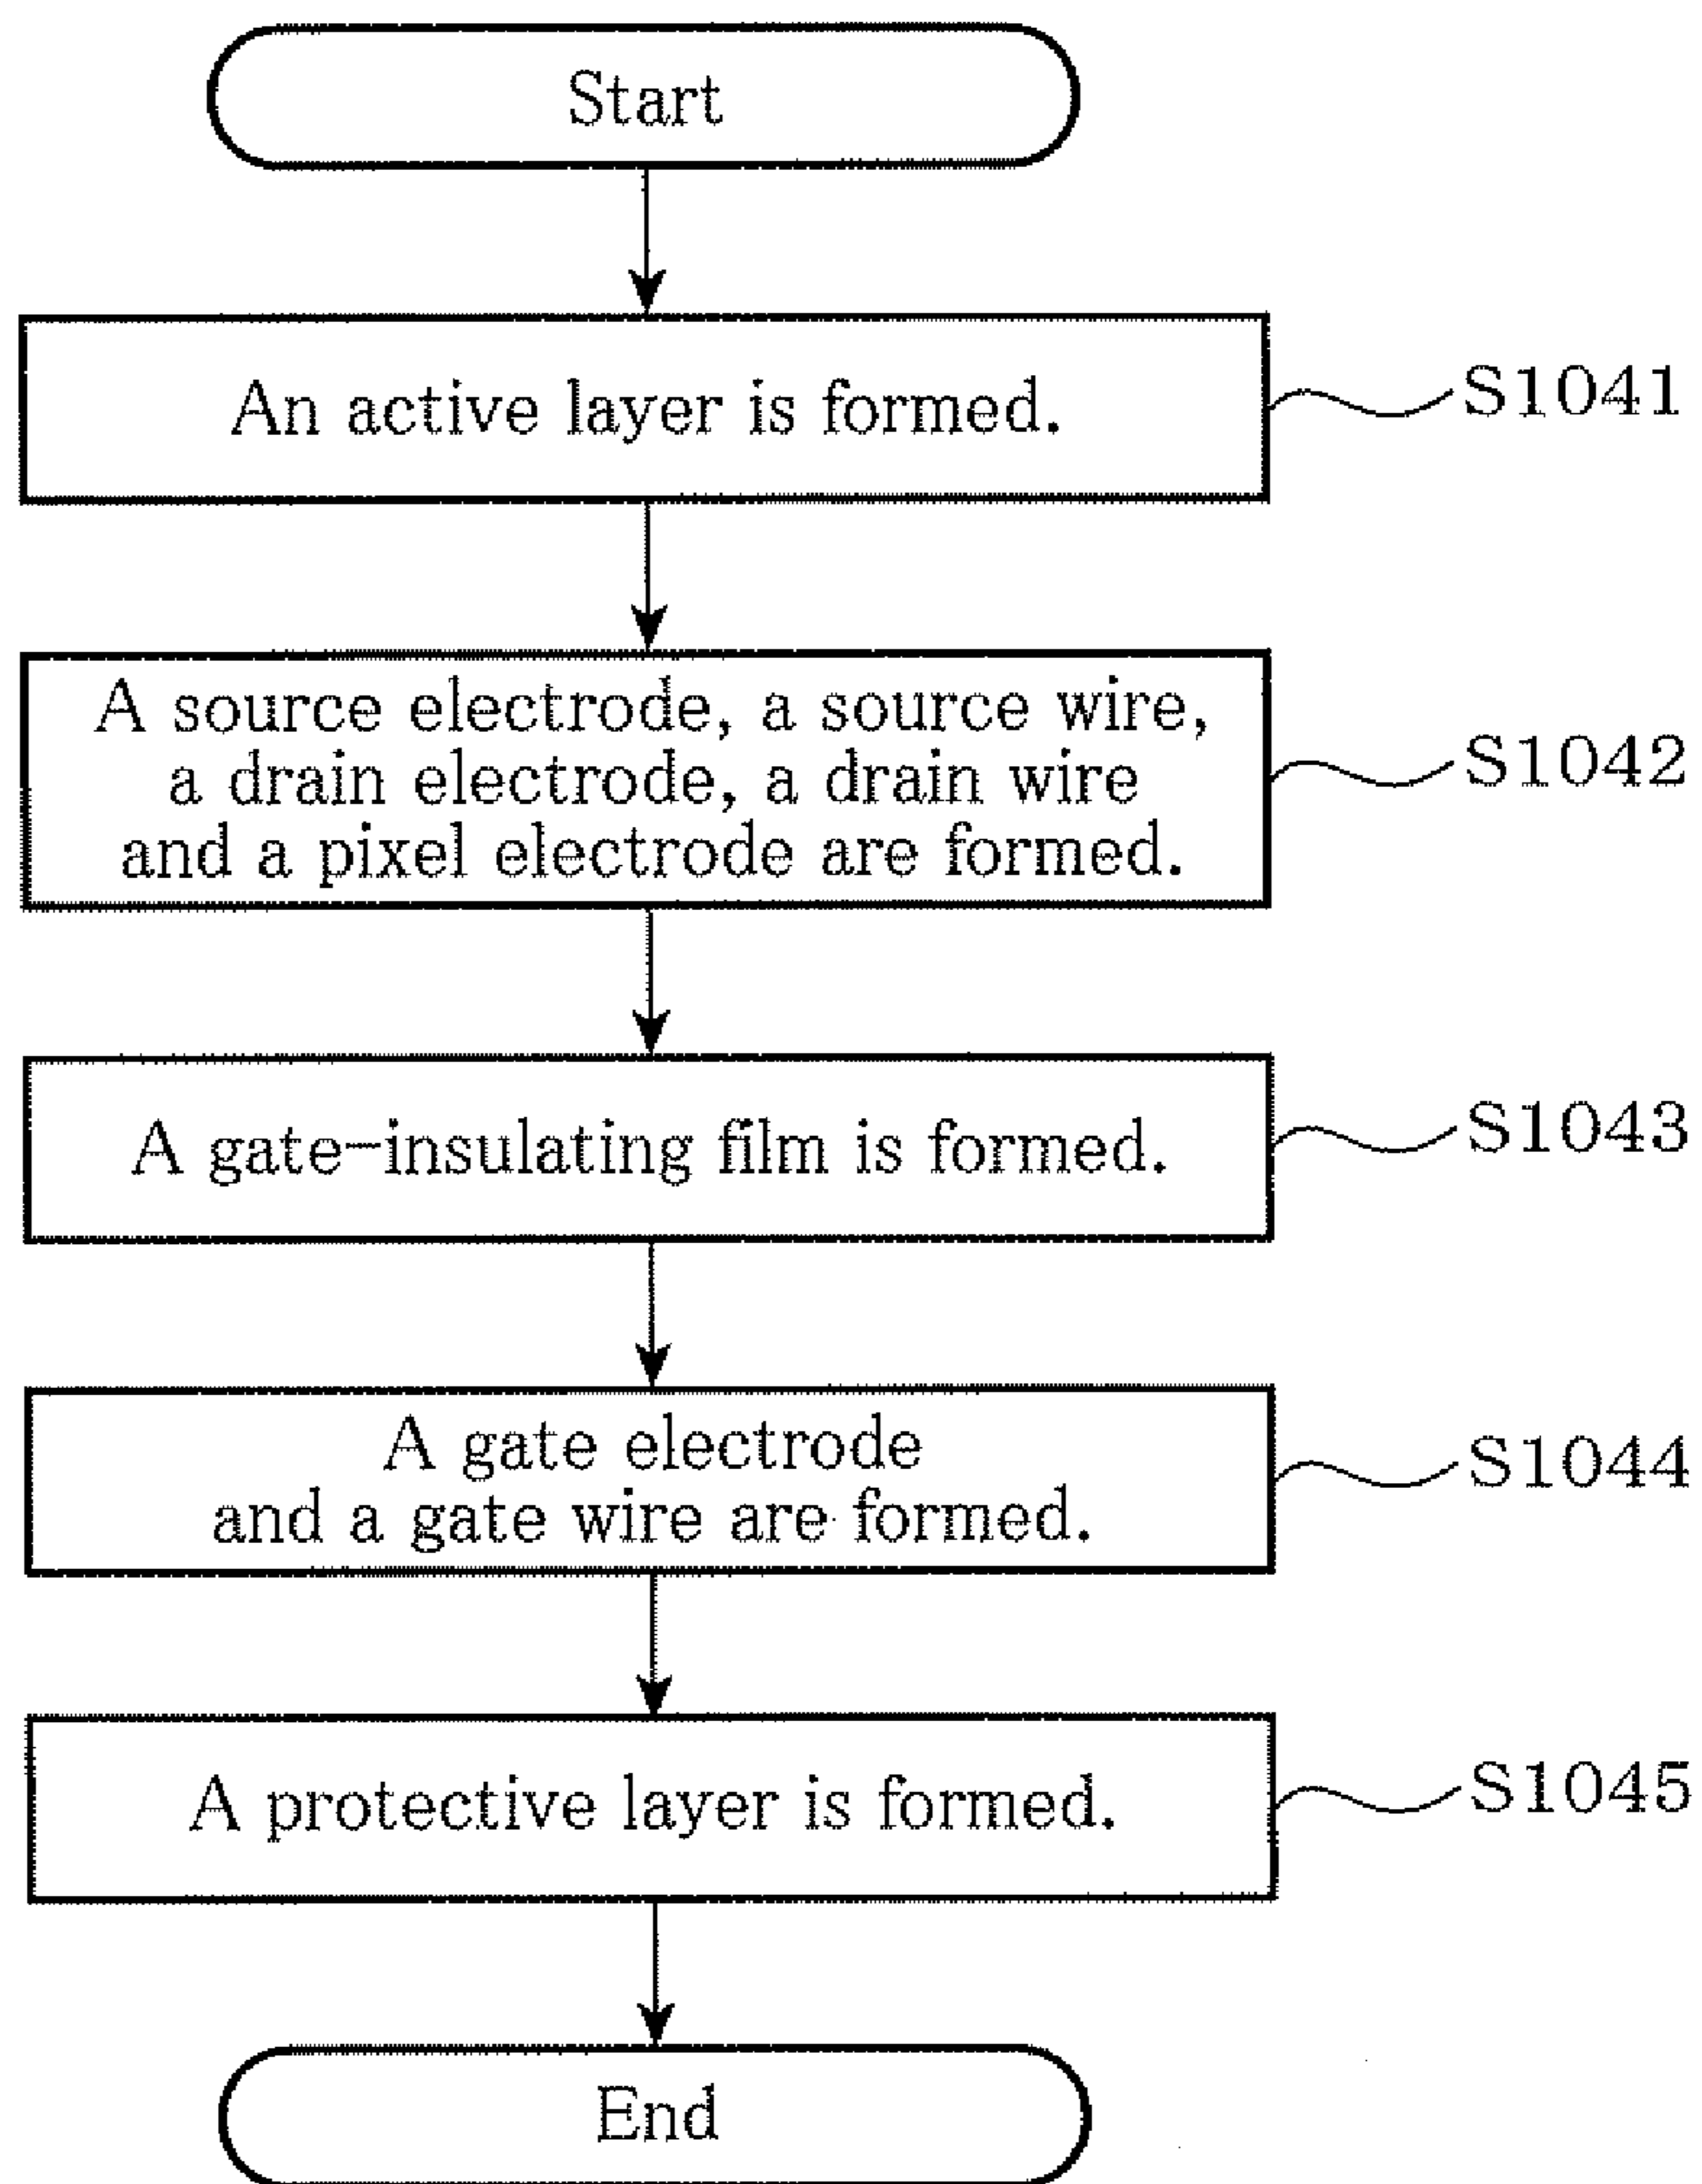 Start
An active layer is formed.
S1041
A source electrode, a source wire,
a drain electrode, a drain wire
and a pixel electrode are formed.
S1042
A gate-insulating film is formed.
S1043
A gate electrode
and a gate wire are formed.
S1044
A protective layer is formed.
S1045
End